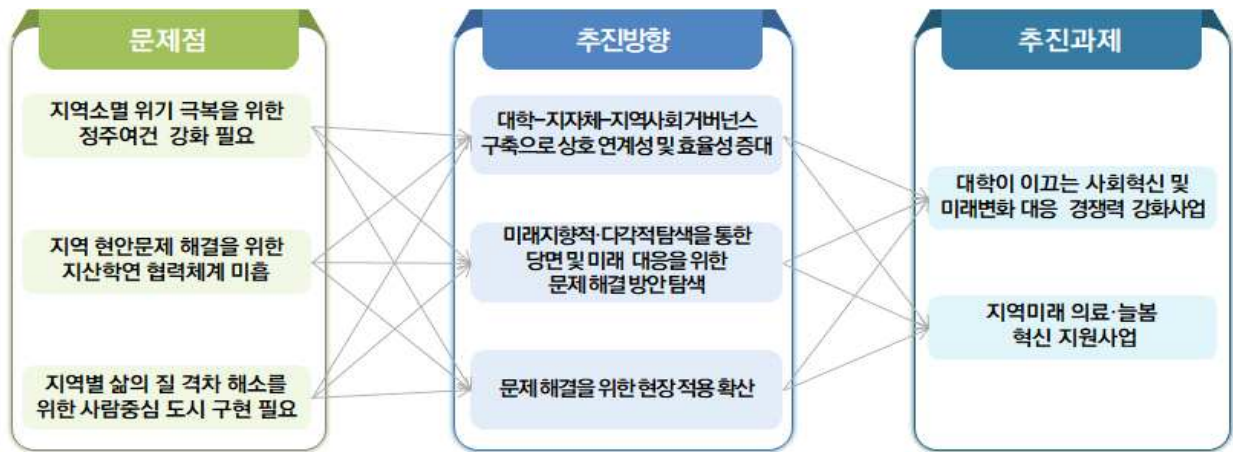 문제점
지역소멸 위기 극복을 위한
정주여건 강화 필요
지역 현안문제 해결을 위한
지산학연 협력체계 미흡
지역별 삶의 질 격차 해소를
위한 사람중심 도시 구현 필요
추진방향
대학-지자체-지역사회 거버넌스
구축으로 상호 연계성 및 효율성 증대
미래지향적·다각적 탐색을 통한
당면 및 미래 대응을 위한
문제 해결 방안 탐색
문제 해결을 위한 현장 적용 확산
추진과제
대학이 이끄는 사회혁신 및
미래변화 대응 경쟁력 강화사업
지역미래 의료·늘봄
혁신 지원사업